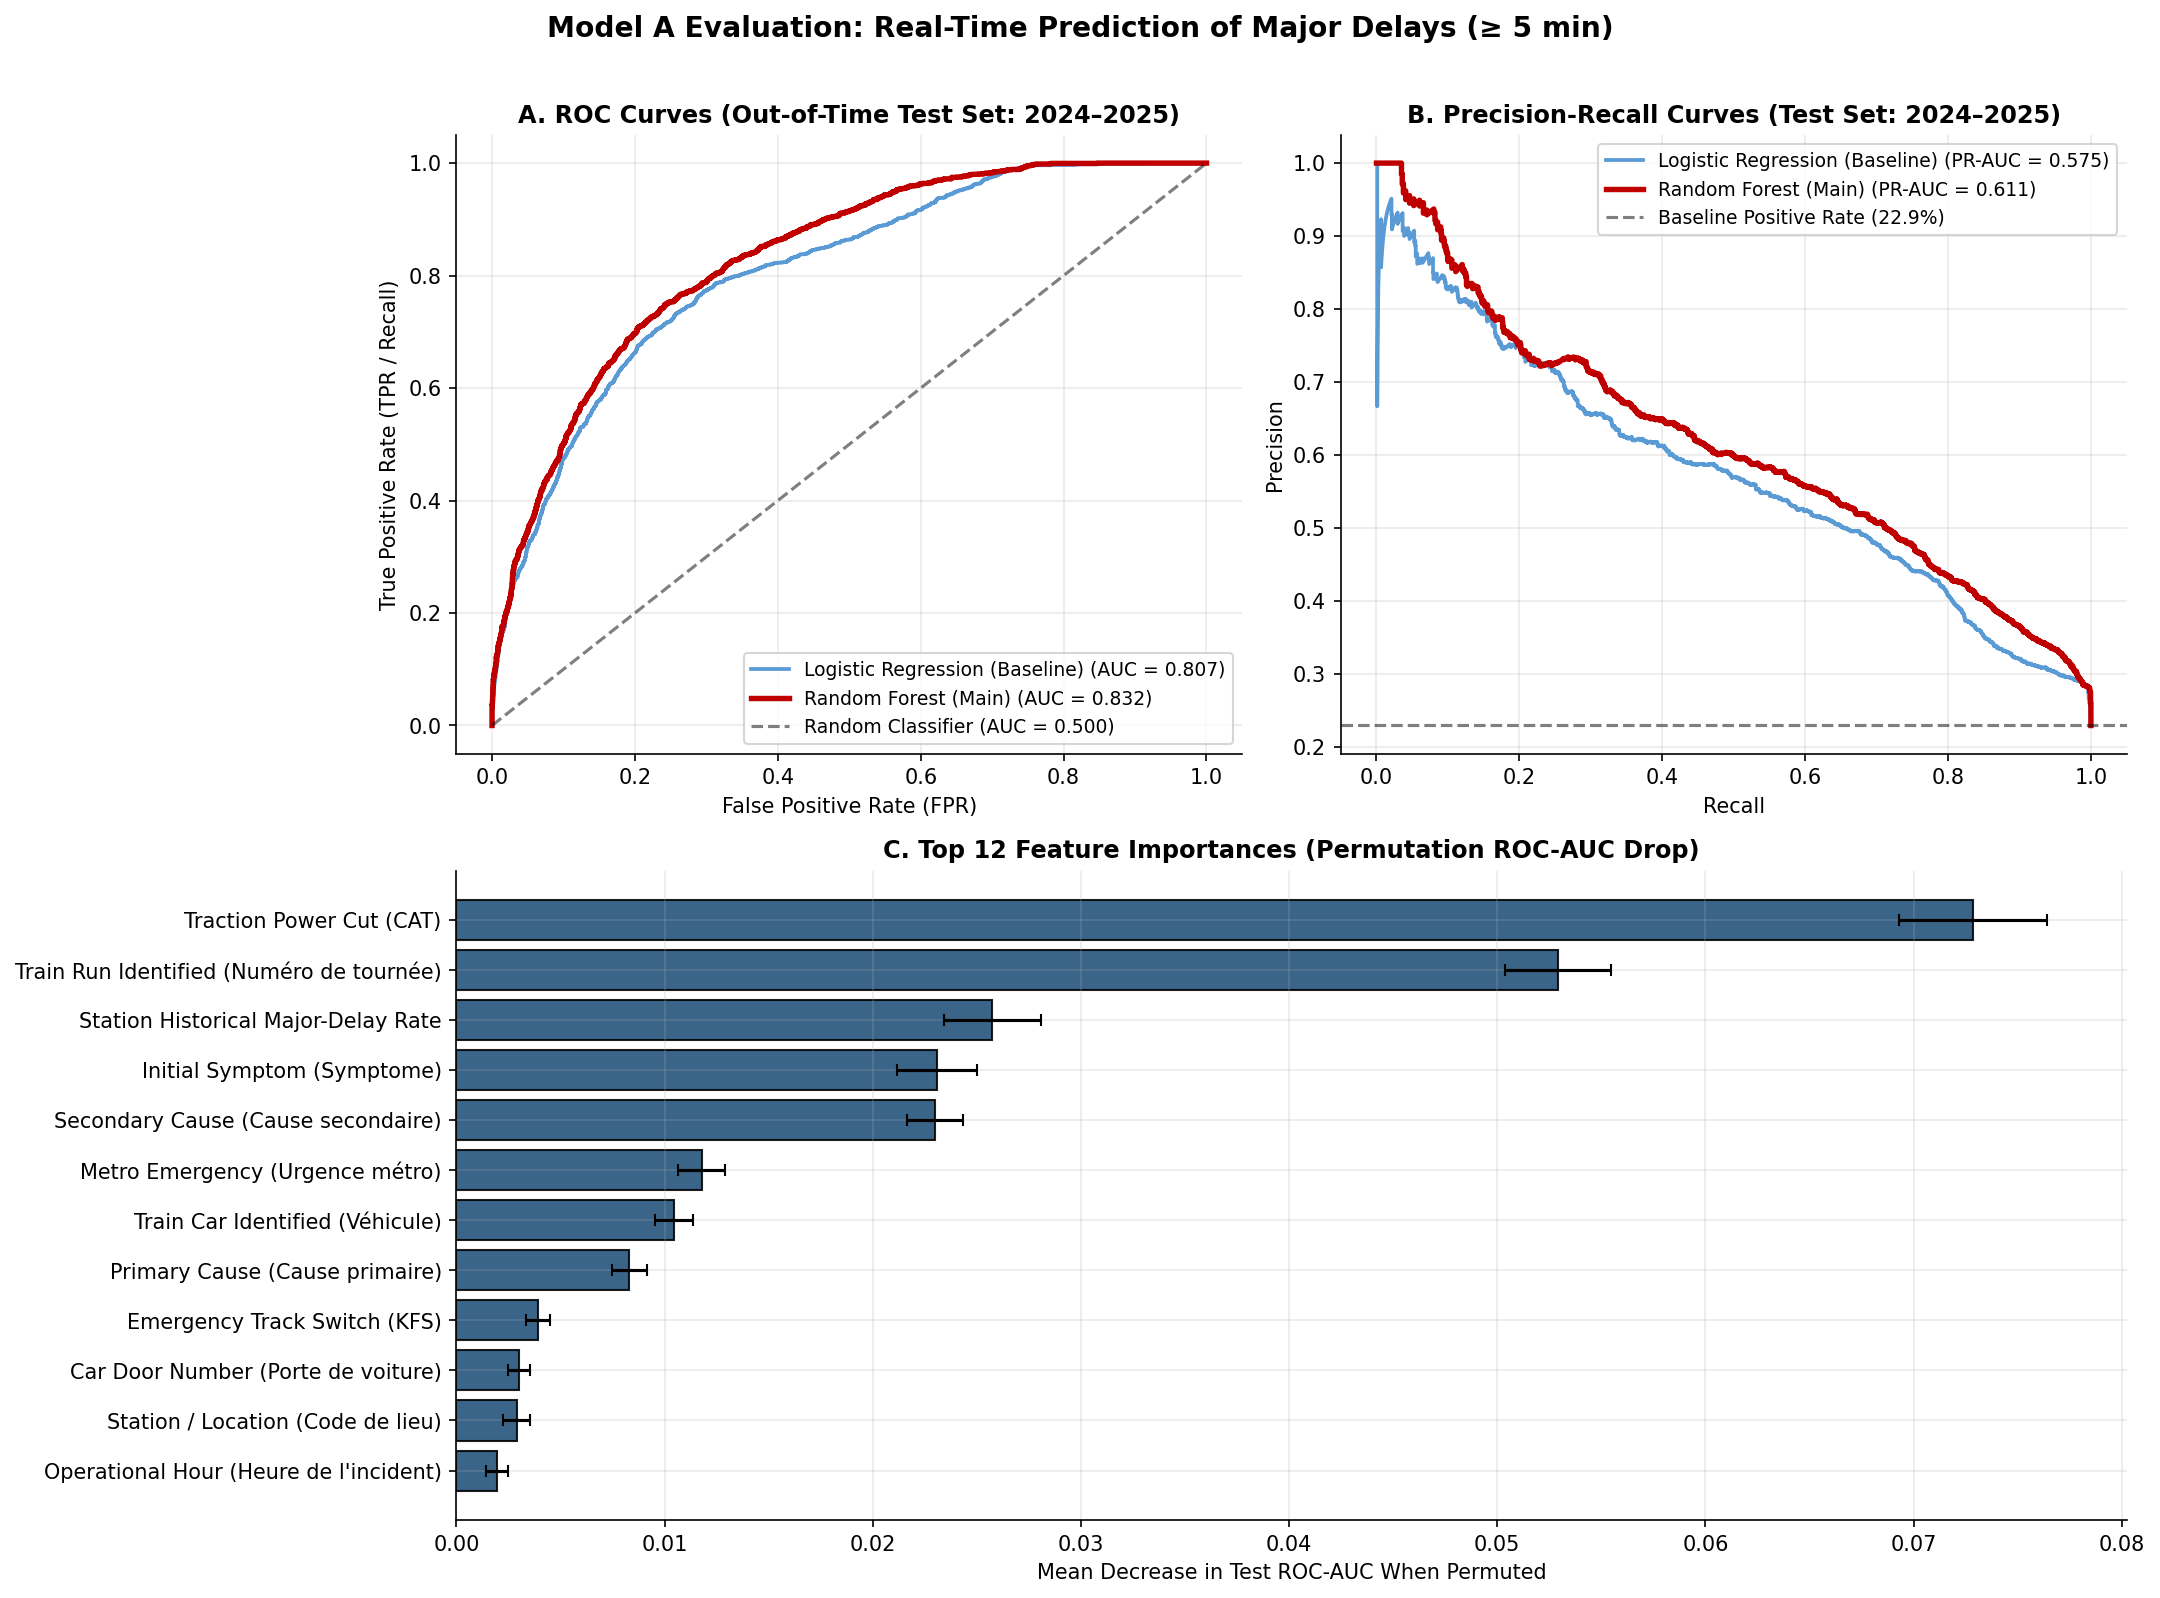 Model A Evaluation: Real-Time Prediction of Major Delays (≥ 5 min)
A. ROC Curves (Out-of-Time Test Set: 2024–2025)
True Positive Rate (TPR / Recall)
1.0
0.8
0.6
0.4
0.2
0.0
Logistic Regression (Baseline) (AUC = 0.807)
Random Forest (Main) (AUC = 0.832)
Random Classifier (AUC = 0.500)
0.0 0.2 0.4 0.6 0.8 1.0
False Positive Rate (FPR)
B. Precision-Recall Curves (Test Set: 2024–2025)
Logistic Regression (Baseline) (PR-AUC = 0.575)
Random Forest (Main) (PR-AUC = 0.611)
Baseline Positive Rate (22.9%)
Precision
1.0
0.9
0.8
0.7
0.6
0.5
0.4
0.3
0.2
0.0 0.2 0.4 0.6 0.8 1.0
Recall
C. Top 12 Feature Importances (Permutation ROC-AUC Drop)
Traction Power Cut (CAT)
Train Run Identified (Numéro de tournée)
Station Historical Major-Delay Rate
Initial Symptom (Symptome)
Secondary Cause (Cause secondaire)
Metro Emergency (Urgence métro)
Train Car Identified (Véhicule)
Primary Cause (Cause primaire)
Emergency Track Switch (KFS)
Car Door Number (Porte de voiture)
Station / Location (Code de lieu)
Operational Hour (Heure de l'incident)
0.00 0.01 0.02 0.03 0.04 0.05 0.06 0.07 0.08
Mean Decrease in Test ROC-AUC When Permuted